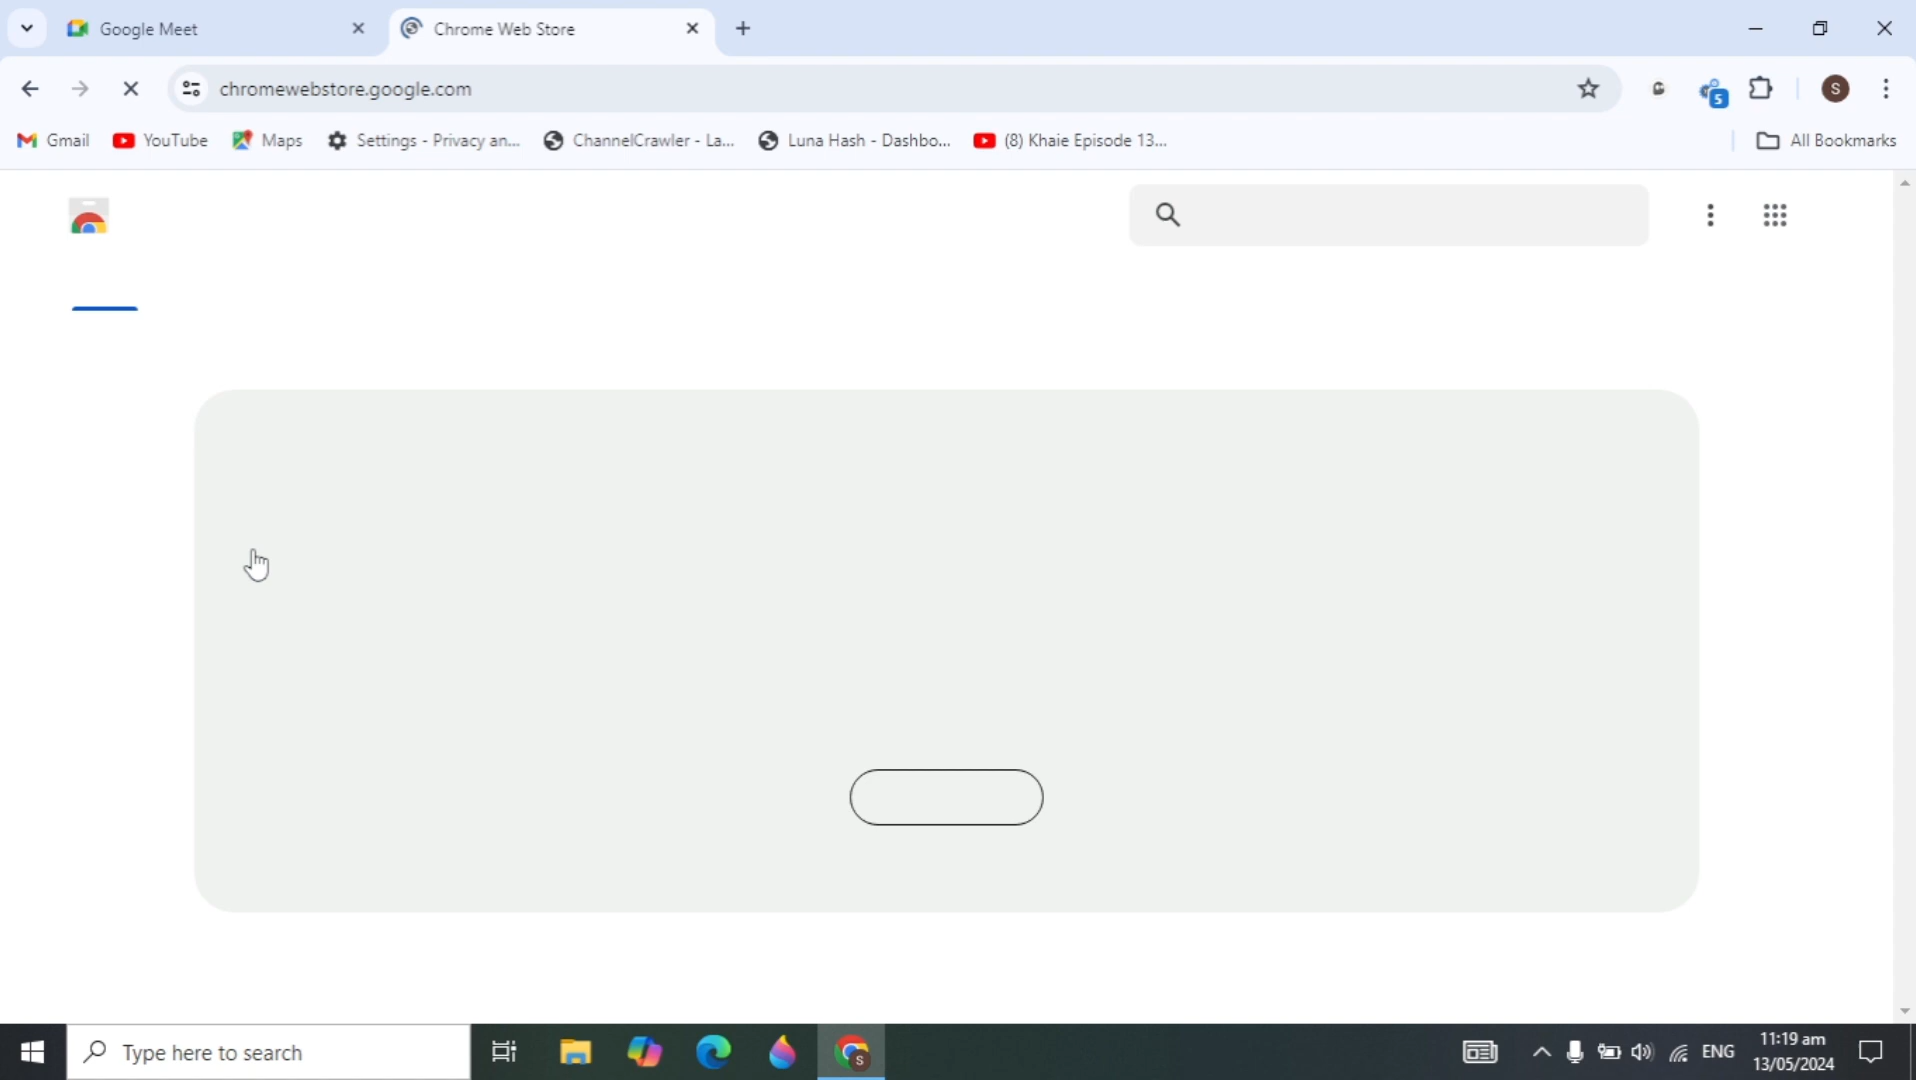 Google Meet
Chrome Web Store
chromewebstore.google.com
5
S
Gmail
YouTube
Maps
Settings - Privacy an...
ChannelCrawler - La...
Luna Hash - Dashbo...
(8) Khaie Episode 13...
All Bookmarks
Type here to search
S
ENG
11:19 am
13/05/2024